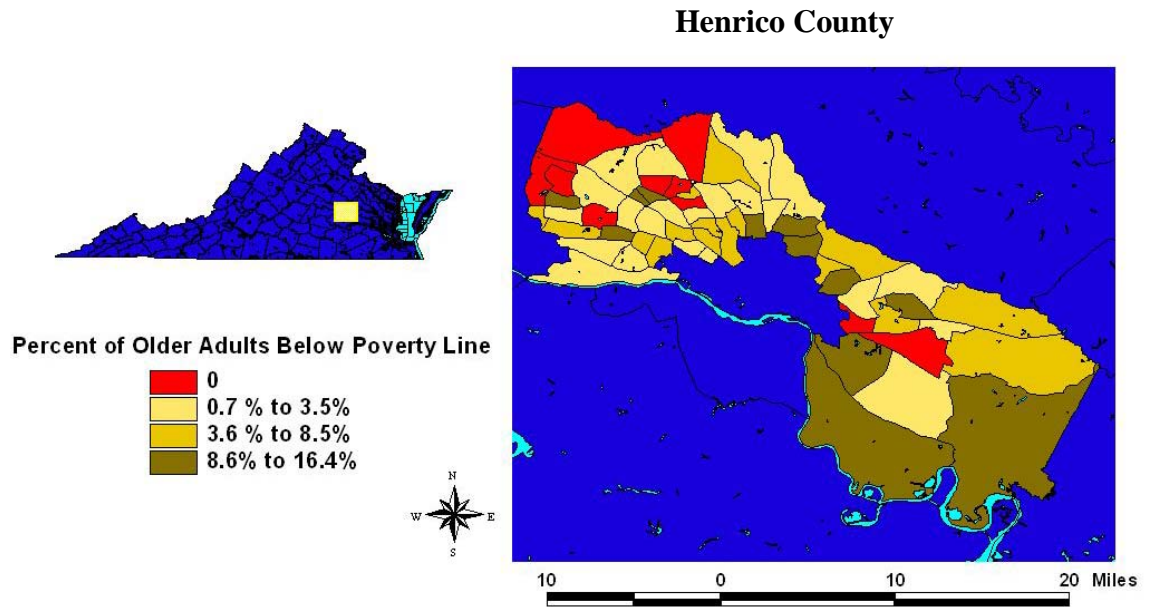 Henrico County
Percent of Older Adults Below Poverty Line
0
0.7 % to 3.5%
3.6 % to 8.5%
8.6% to 16.4%
N
W E
S
10 0 10 20 Miles